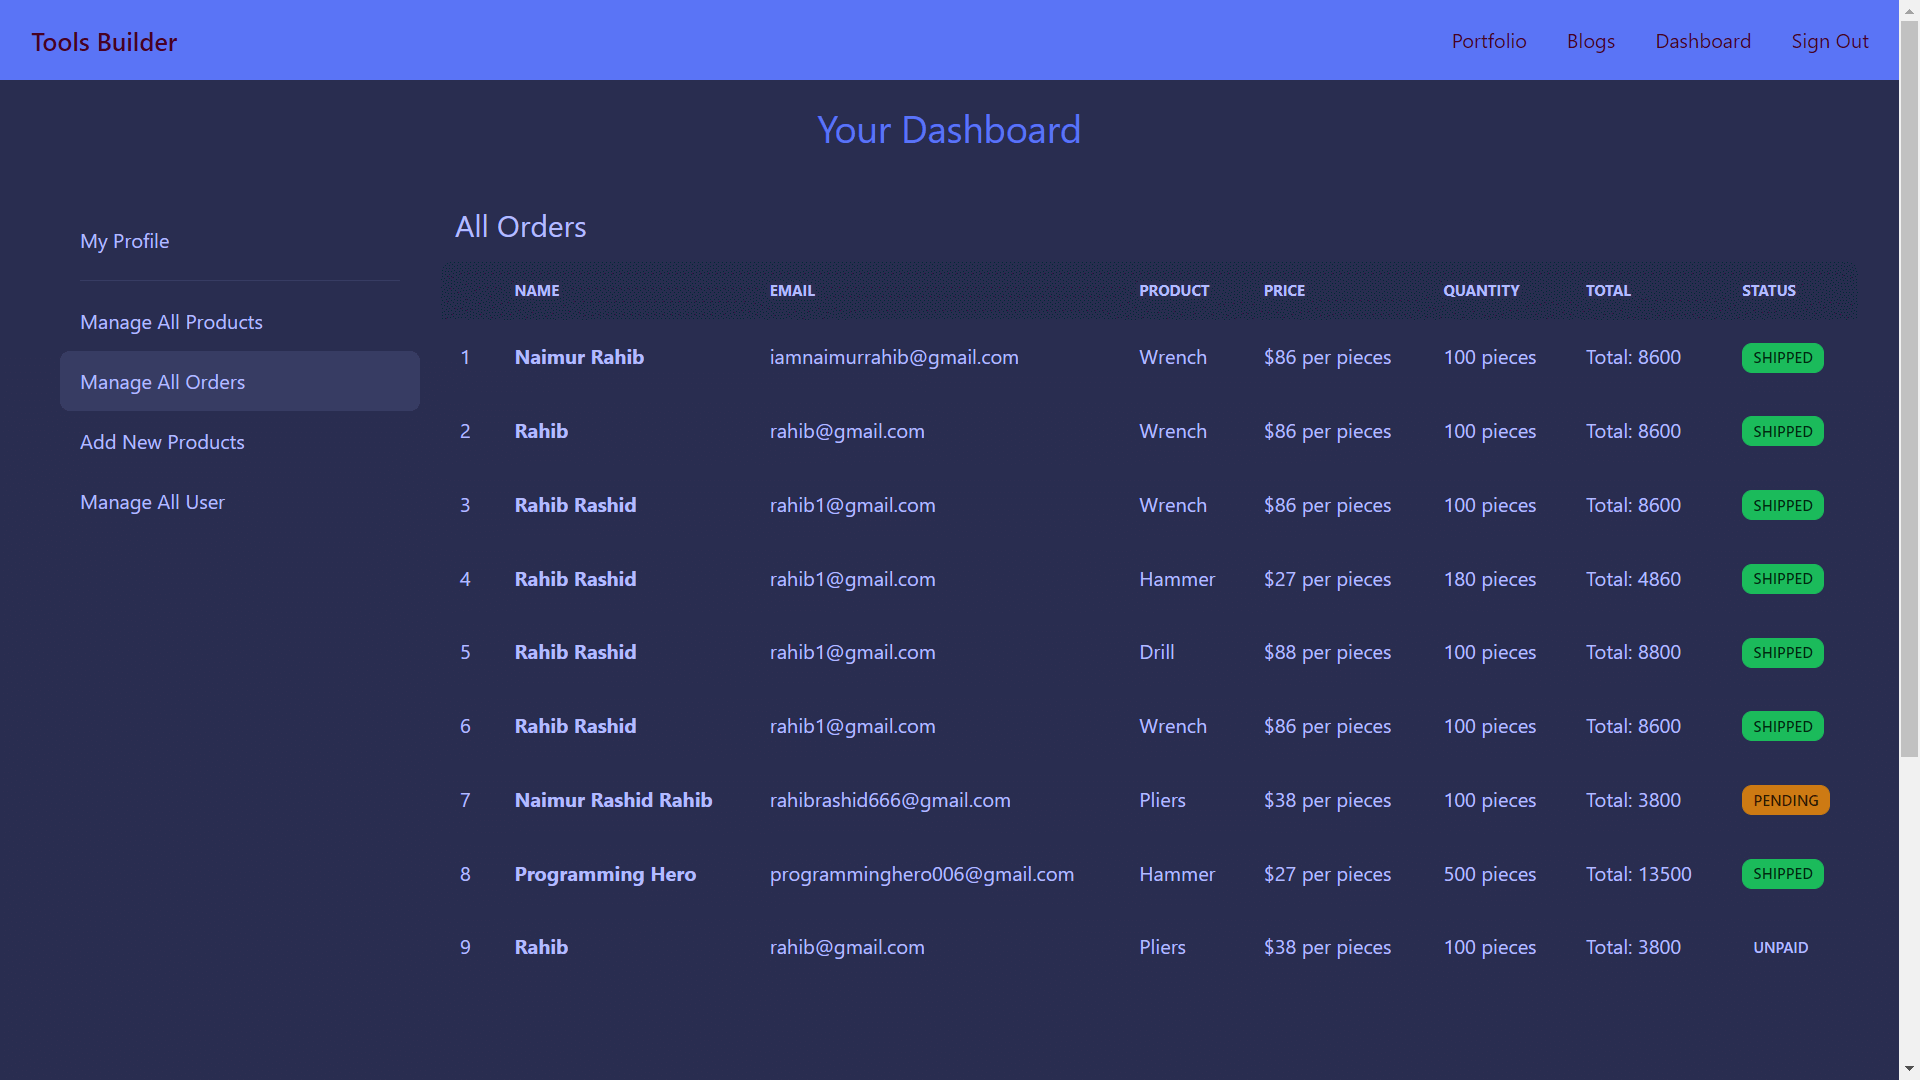 Tools Builder Portfolio Blogs Dashboard Sign Out
Your Dashboard
My Profile
Manage All Products
Manage All Orders
Add New Products
Manage All User
All Orders
NAME EMAIL PRODUCT PRICE QUANTITY TOTAL STATUS
1 Naimur Rahib iamnaimurrahib@gmail.com Wrench $86 per pieces 100 pieces Total: 8600 SHIPPED
2 Rahib rahib@gmail.com Wrench $86 per pieces 100 pieces Total: 8600 SHIPPED
3 Rahib Rashid rahib1@gmail.com Wrench $86 per pieces 100 pieces Total: 8600 SHIPPED
4 Rahib Rashid rahib1@gmail.com Hammer $27 per pieces 180 pieces Total: 4860 SHIPPED
5 Rahib Rashid rahib1@gmail.com Drill $88 per pieces 100 pieces Total: 8800 SHIPPED
6 Rahib Rashid rahib1@gmail.com Wrench $86 per pieces 100 pieces Total: 8600 SHIPPED
7 Naimur Rashid Rahib rahibrashid666@gmail.com Pliers $38 per pieces 100 pieces Total: 3800 PENDING
8 Programming Hero programminghero006@gmail.com Hammer $27 per pieces 500 pieces Total: 13500 SHIPPED
9 Rahib rahib@gmail.com Pliers $38 per pieces 100 pieces Total: 3800 UNPAID